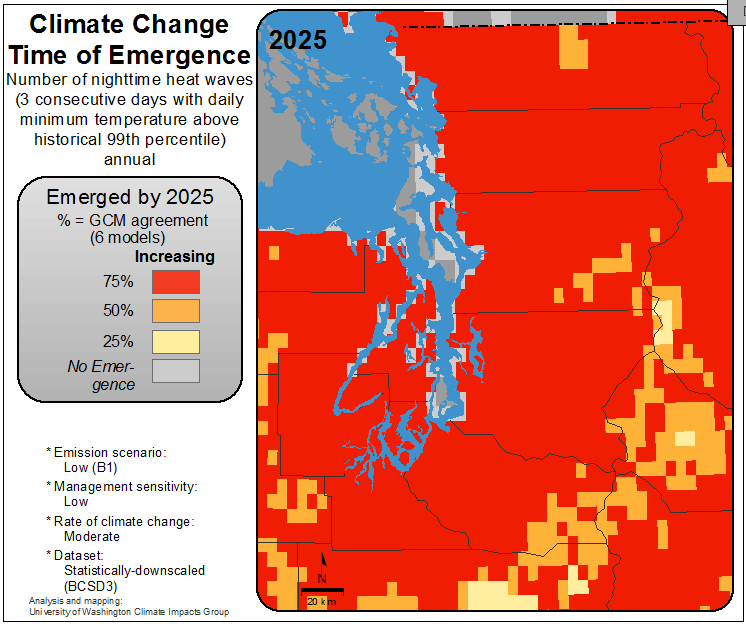 Climate Change
Time of Emergence
Number of nighttime heat waves
(3 consecutive days with daily
minimum temperature above
historical 99th percentile)
annual
Emerged by 2025
% = GCM agreement
(6 models)
Increasing
75%
50%
25%
No Emer-
gence
* Emission scenario:
Low (B1)
* Management sensitivity:
Low
* Rate of climate change:
Moderate
* Dataset:
Statistically-downscaled
(BCSD3)
Analysis and mapping:
University of Washington Climate Impacts Group
2025
N
20 km